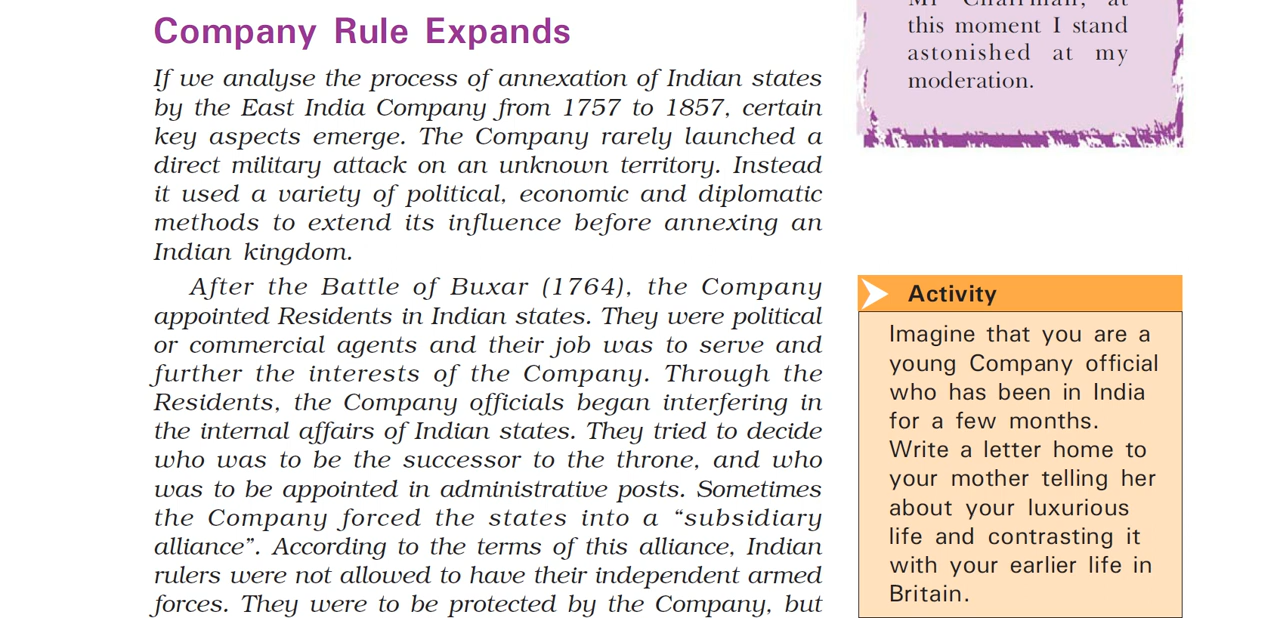 Company Rule Expands
If we analyse the process of annexation of Indian states
by the East India Company from 1757 to 1857, certain
key aspects emerge. The Company rarely launched a
direct military attack on an unknown territory. Instead
it used a variety of political, economic and diplomatic
methods to extend its influence before annexing an
Indian kingdom.
After the Battle of Buxar (1764), the Company
appointed Residents in Indian states. They were political
or commercial agents and their job was to serve and
further the interests of the Company. Through the
Residents, the Company officials began interfering in
the internal affairs of Indian states. They tried to decide
who was to be the successor to the throne, and who
was to be appointed in administrative posts. Sometimes
the Company forced the states into a “subsidiary
alliance”. According to the terms of this alliance, Indian
rulers were not allowed to have their independent armed
forces. They were to be protected by the Company, but
Mr Chairman, at
this moment I stand
astonished at my
moderation.
Activity
Imagine that you are a
young Company official
who has been in India
for a few months.
Write a letter home to
your mother telling her
about your luxurious
life and contrasting it
with your earlier life in
Britain.